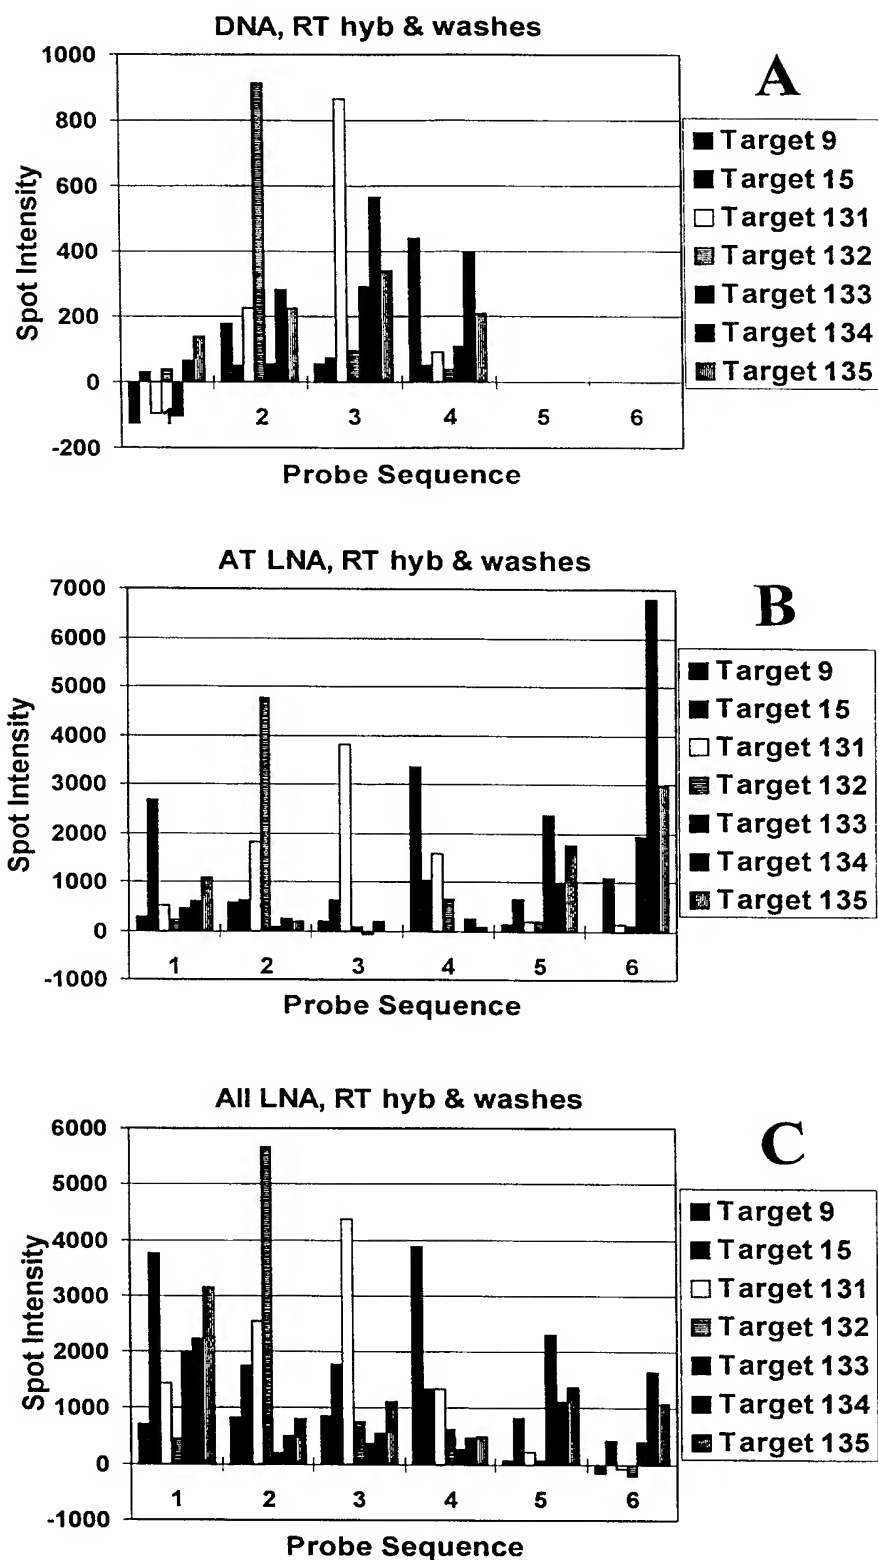 DNA, RT hyb & washes
A
1000
800
600
400
200
0
-200
Spot Intensity
1 2 3 4 5 6
Probe Sequence
Target 9
Target 15
Target 131
Target 132
Target 133
Target 134
Target 135
AT LNA, RT hyb & washes
B
7000
6000
5000
4000
3000
2000
1000
0
-1000
Spot Intensity
1 2 3 4 5 6
Probe Sequence
Target 9
Target 15
Target 131
Target 132
Target 133
Target 134
Target 135
All LNA, RT hyb & washes
C
6000
5000
4000
3000
2000
1000
0
-1000
Spot Intensity
1 2 3 4 5 6
Probe Sequence
Target 9
Target 15
Target 131
Target 132
Target 133
Target 134
Target 135